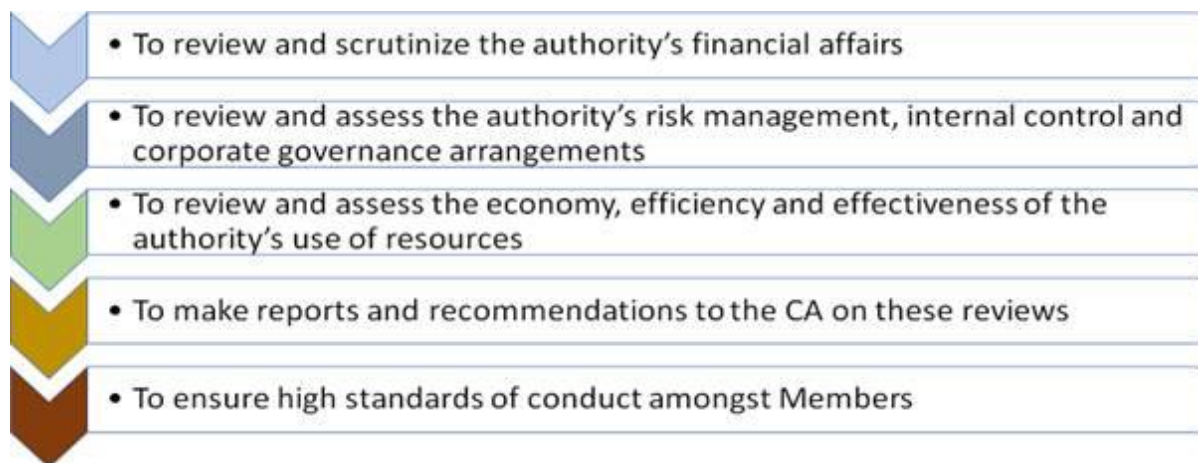 • To review and scrutinize the authority’s financial affairs
• To review and assess the authority’s risk management, internal control and
corporate governance arrangements
• To review and assess the economy, efficiency and effectiveness of the
authority’s use of resources
• To make reports and recommendations to the CA on these reviews
• To ensure high standards of conduct amongst Members